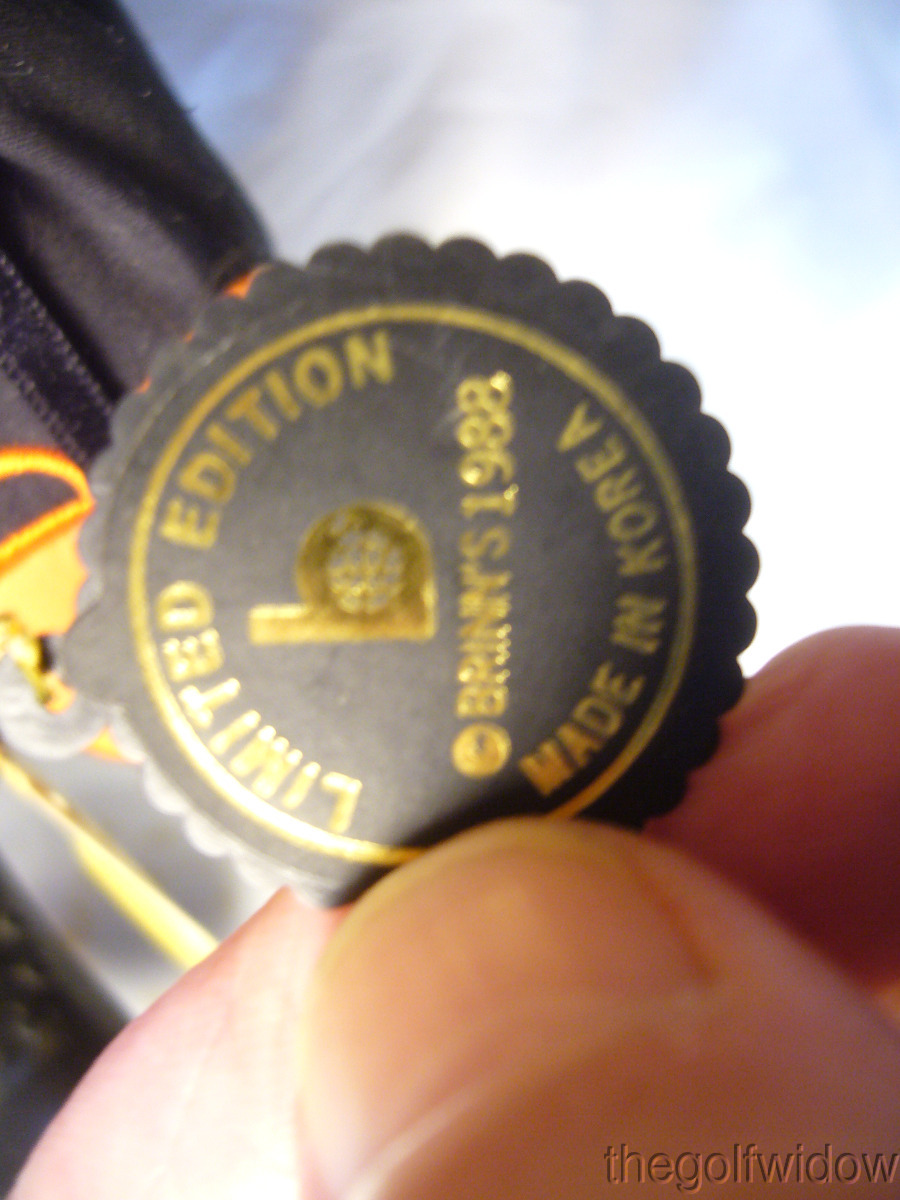 LIMITED EDITION
b
©BRINN'S 1988.
MADE IN KOREA
thegolfwidow